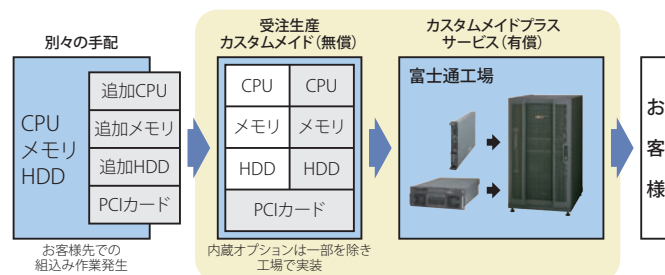 別々の手配
CPU
メモリ
HDD
追加CPU
追加メモリ
追加HDD
PCIカード
お客様先での
組込み作業発生
受注生産
カスタムメイド（無償）
CPU CPU
メモリ メモリ
HDD HDD
PCIカード
内蔵オプションは一部を除き
工場で実装
カスタムメイドプラス
サービス（有償）
富士通工場
お
客
様